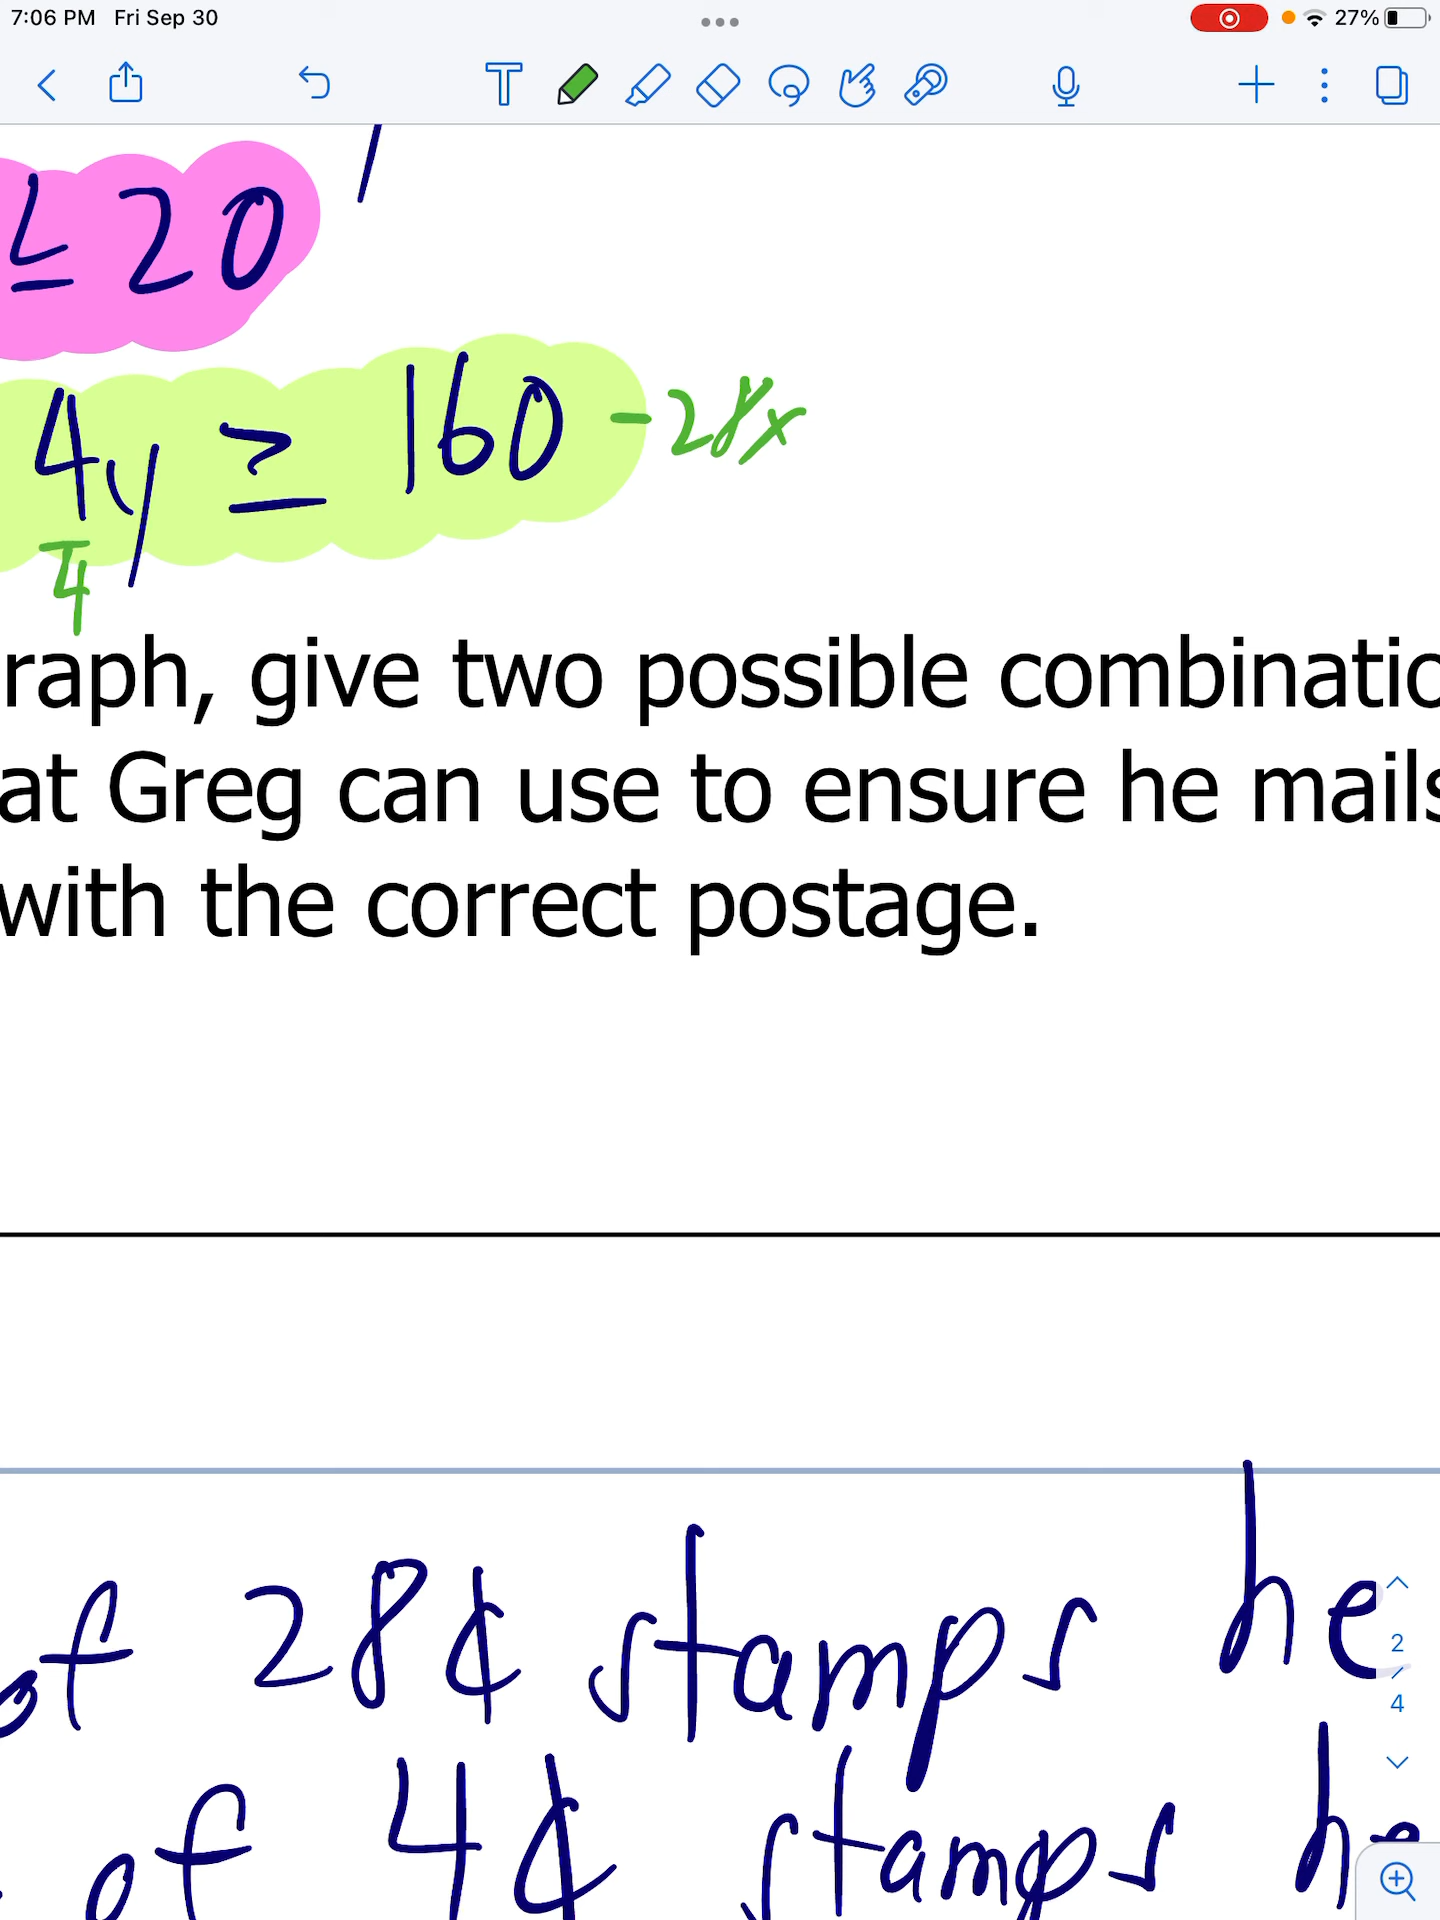 7:06 PM Fri Sep 30 27%
T
≤ 20
4y ≥ 160 - 28x
4
raph, give two possible combinatio
at Greg can use to ensure he mails
with the correct postage.
of 28¢ stamps he
2
/
4
of 4¢ stamps he